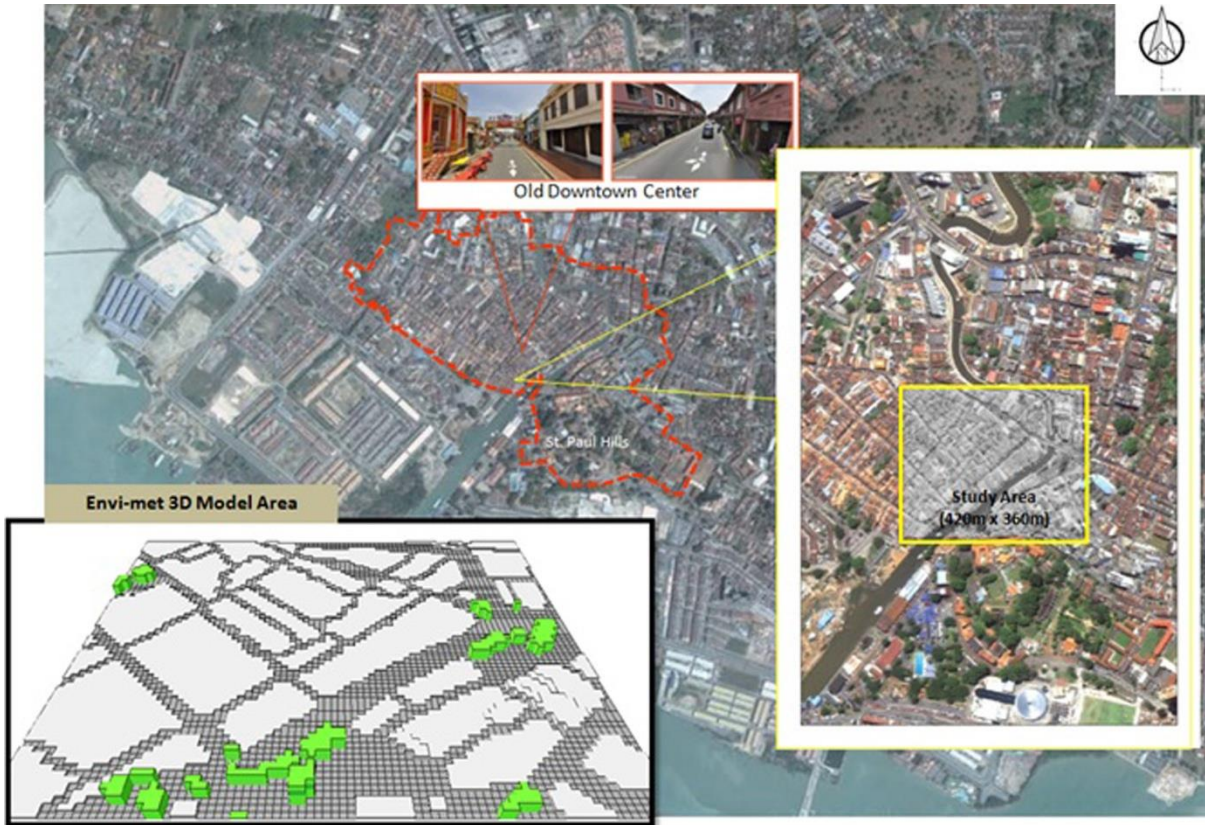 Old Downtown Center
St. Paul Hills
Envi-met 3D Model Area
Study Area
(420m x 360m)